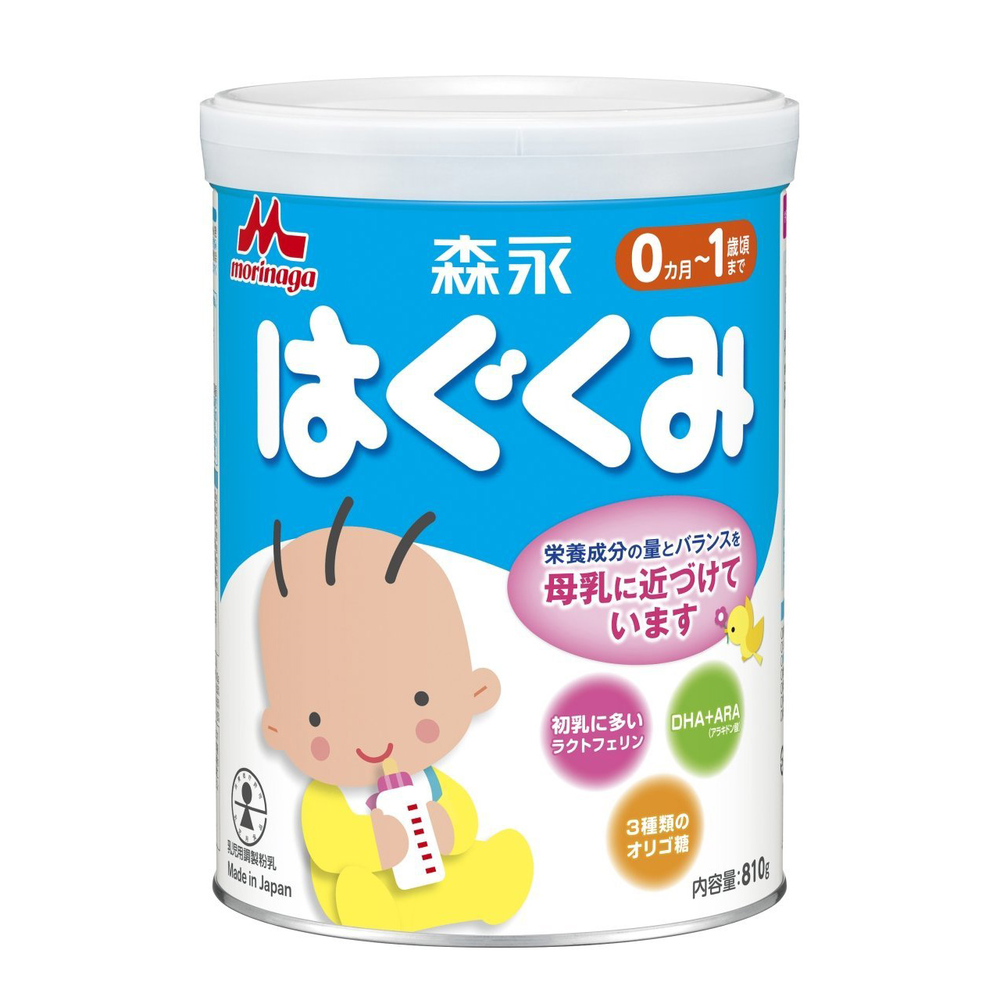 morinaga
森永
0カ月~1歳頃まで
はぐくみ
栄養成分の量とバランスを
母乳に近づけて
います
初乳に多い
ラクトフェリン
DHA+ARA
(アラキドン酸)
3種類の
オリゴ糖
乳児用調製粉乳
Made in Japan
内容量:810g